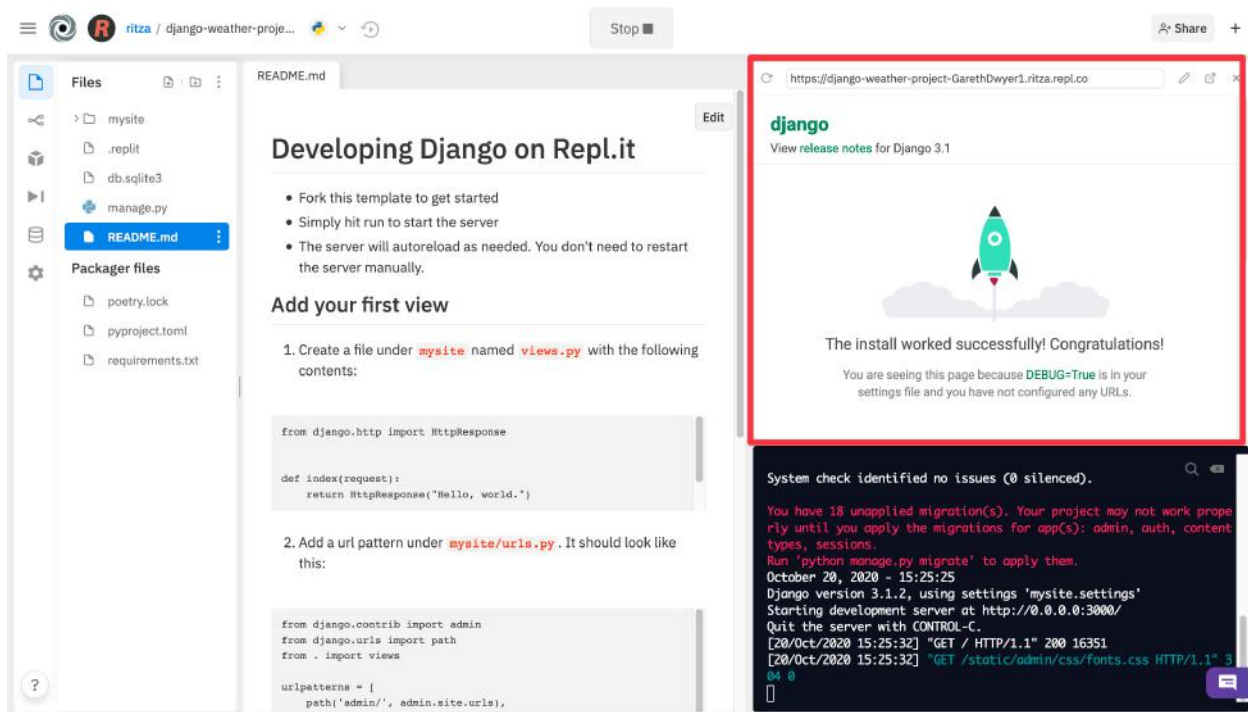 ritza / django-weather-proje...
Stop
Share
Files
mysite
.replit
db.sqlite3
manage.py
README.md
Packager files
poetry.lock
pyproject.toml
requirements.txt
README.md
Edit
Developing Django on Repl.it
• Fork this template to get started
• Simply hit run to start the server
• The server will autoreload as needed. You don't need to restart
the server manually.
Add your first view
1. Create a file under mysite named views.py with the following
contents:
from django.http import HttpResponse
def index(request):
return HttpResponse("Hello, world.")
2. Add a url pattern under mysite/urls.py. It should look like
this:
from django.contrib import admin
from django.urls import path
from . import views
urlpatterns = [
path('admin/', admin.site.urls),
https://django-weather-project-GarethDwyer1.ritza.repl.co
django
View release notes for Django 3.1
The install worked successfully! Congratulations!
You are seeing this page because DEBUG=True is in your
settings file and you have not configured any URLs.
System check identified no issues (0 silenced).
You have 18 unapplied migration(s). Your project may not work prope
rly until you apply the migrations for app(s): admin, auth, content
types, sessions.
Run 'python manage.py migrate' to apply them.
October 20, 2020 - 15:25:25
Django version 3.1.2, using settings 'mysite.settings'
Starting development server at http://0.0.0.0:3000/
Quit the server with CONTROL-C.
[20/Oct/2020 15:25:32] "GET / HTTP/1.1" 200 16351
[20/Oct/2020 15:25:32] "GET /static/admin/css/fonts.css HTTP/1.1" 3
04 0